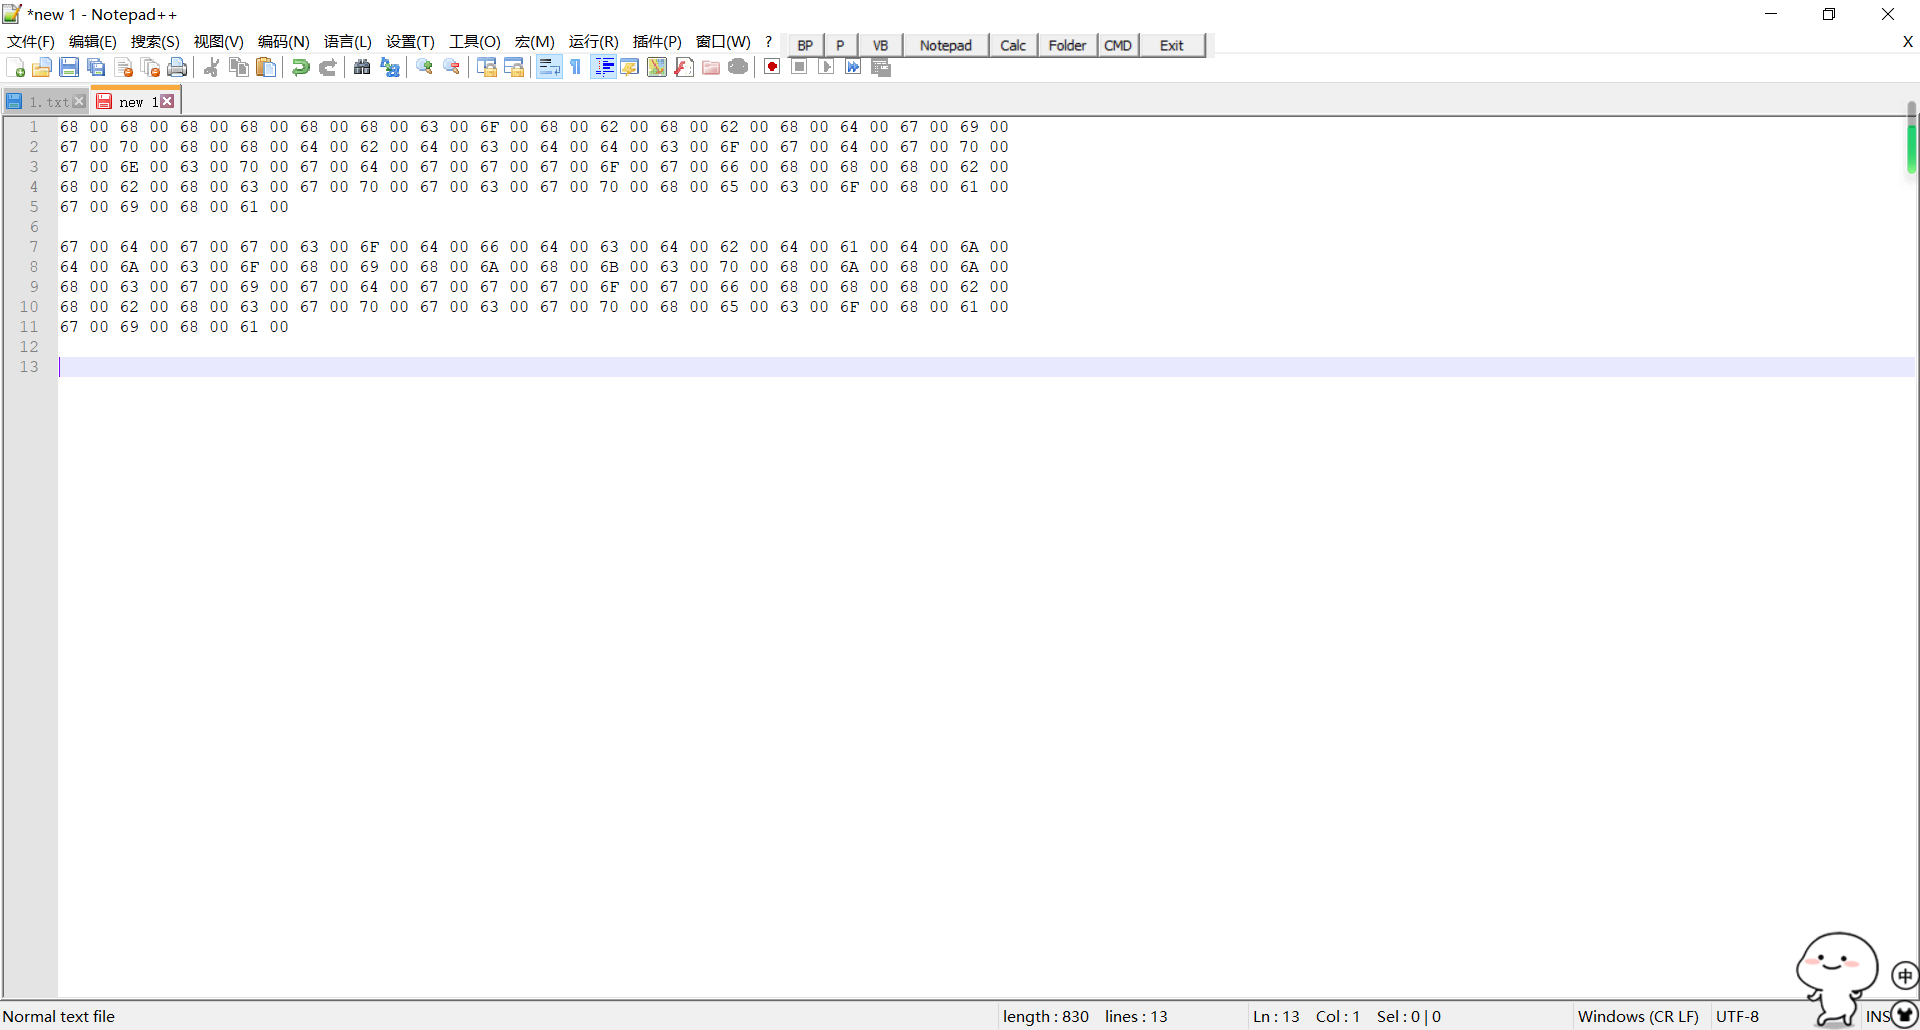 *new 1 - Notepad++
文件(F) 编辑(E) 搜索(S) 视图(V) 编码(N) 语言(L) 设置(T) 工具(O) 宏(M) 运行(R) 插件(P) 窗口(W) ? BP P VB Notepad Calc Folder CMD Exit X
1.txt new 1
1 68 00 68 00 68 00 68 00 68 00 68 00 63 00 6F 00 68 00 62 00 68 00 62 00 68 00 64 00 67 00 69 00
2 67 00 70 00 68 00 68 00 64 00 62 00 64 00 63 00 64 00 64 00 63 00 6F 00 67 00 64 00 67 00 70 00
3 67 00 6E 00 63 00 70 00 67 00 64 00 67 00 67 00 67 00 6F 00 67 00 66 00 68 00 68 00 68 00 62 00
4 68 00 62 00 68 00 63 00 67 00 70 00 67 00 63 00 67 00 70 00 68 00 65 00 63 00 6F 00 68 00 61 00
5 67 00 69 00 68 00 61 00
6
7 67 00 64 00 67 00 67 00 63 00 6F 00 64 00 66 00 64 00 63 00 64 00 62 00 64 00 61 00 64 00 6A 00
8 64 00 6A 00 63 00 6F 00 68 00 69 00 68 00 6A 00 68 00 6B 00 63 00 70 00 68 00 6A 00 68 00 6A 00
9 68 00 63 00 67 00 69 00 67 00 64 00 67 00 67 00 67 00 6F 00 67 00 66 00 68 00 68 00 68 00 62 00
10 68 00 62 00 68 00 63 00 67 00 70 00 67 00 63 00 67 00 70 00 68 00 65 00 63 00 6F 00 68 00 61 00
11 67 00 69 00 68 00 61 00
12
13
中
Normal text file length : 830 lines : 13 Ln : 13 Col : 1 Sel : 0 | 0 Windows (CR LF) UTF-8 INS